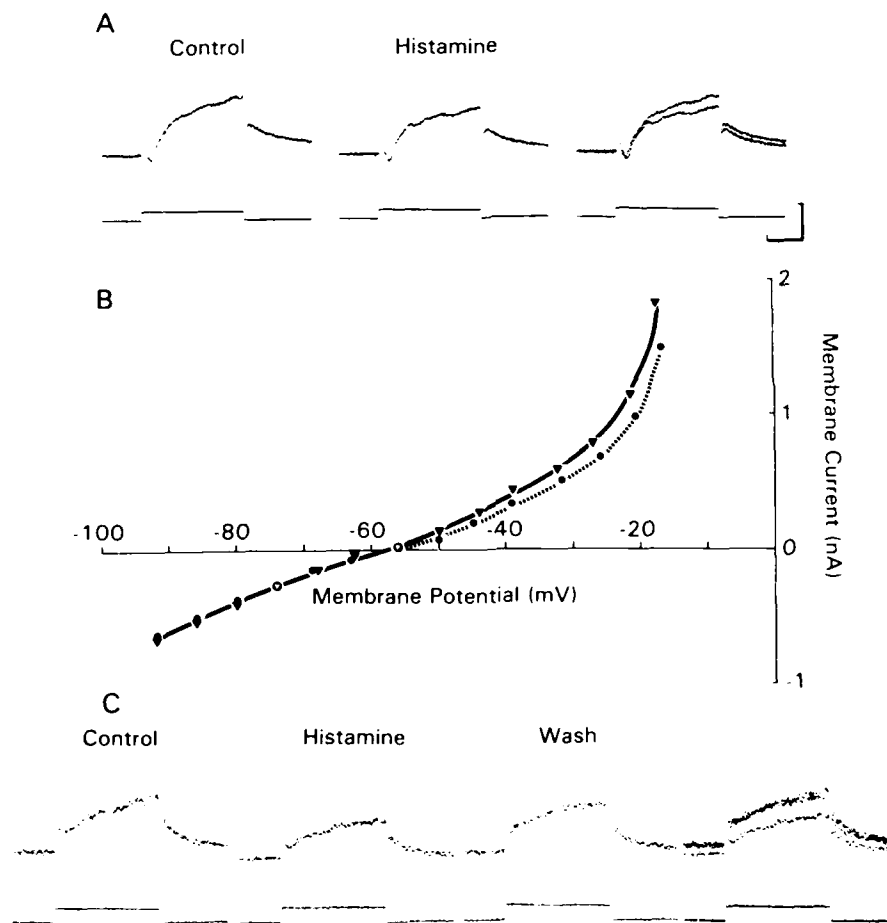 A
Control Histamine
B
2
1
-100 -80 -60 -40 -20 0
Membrane Potential (mV)
Membrane Current (nA)
-1
C
Control Histamine Wash